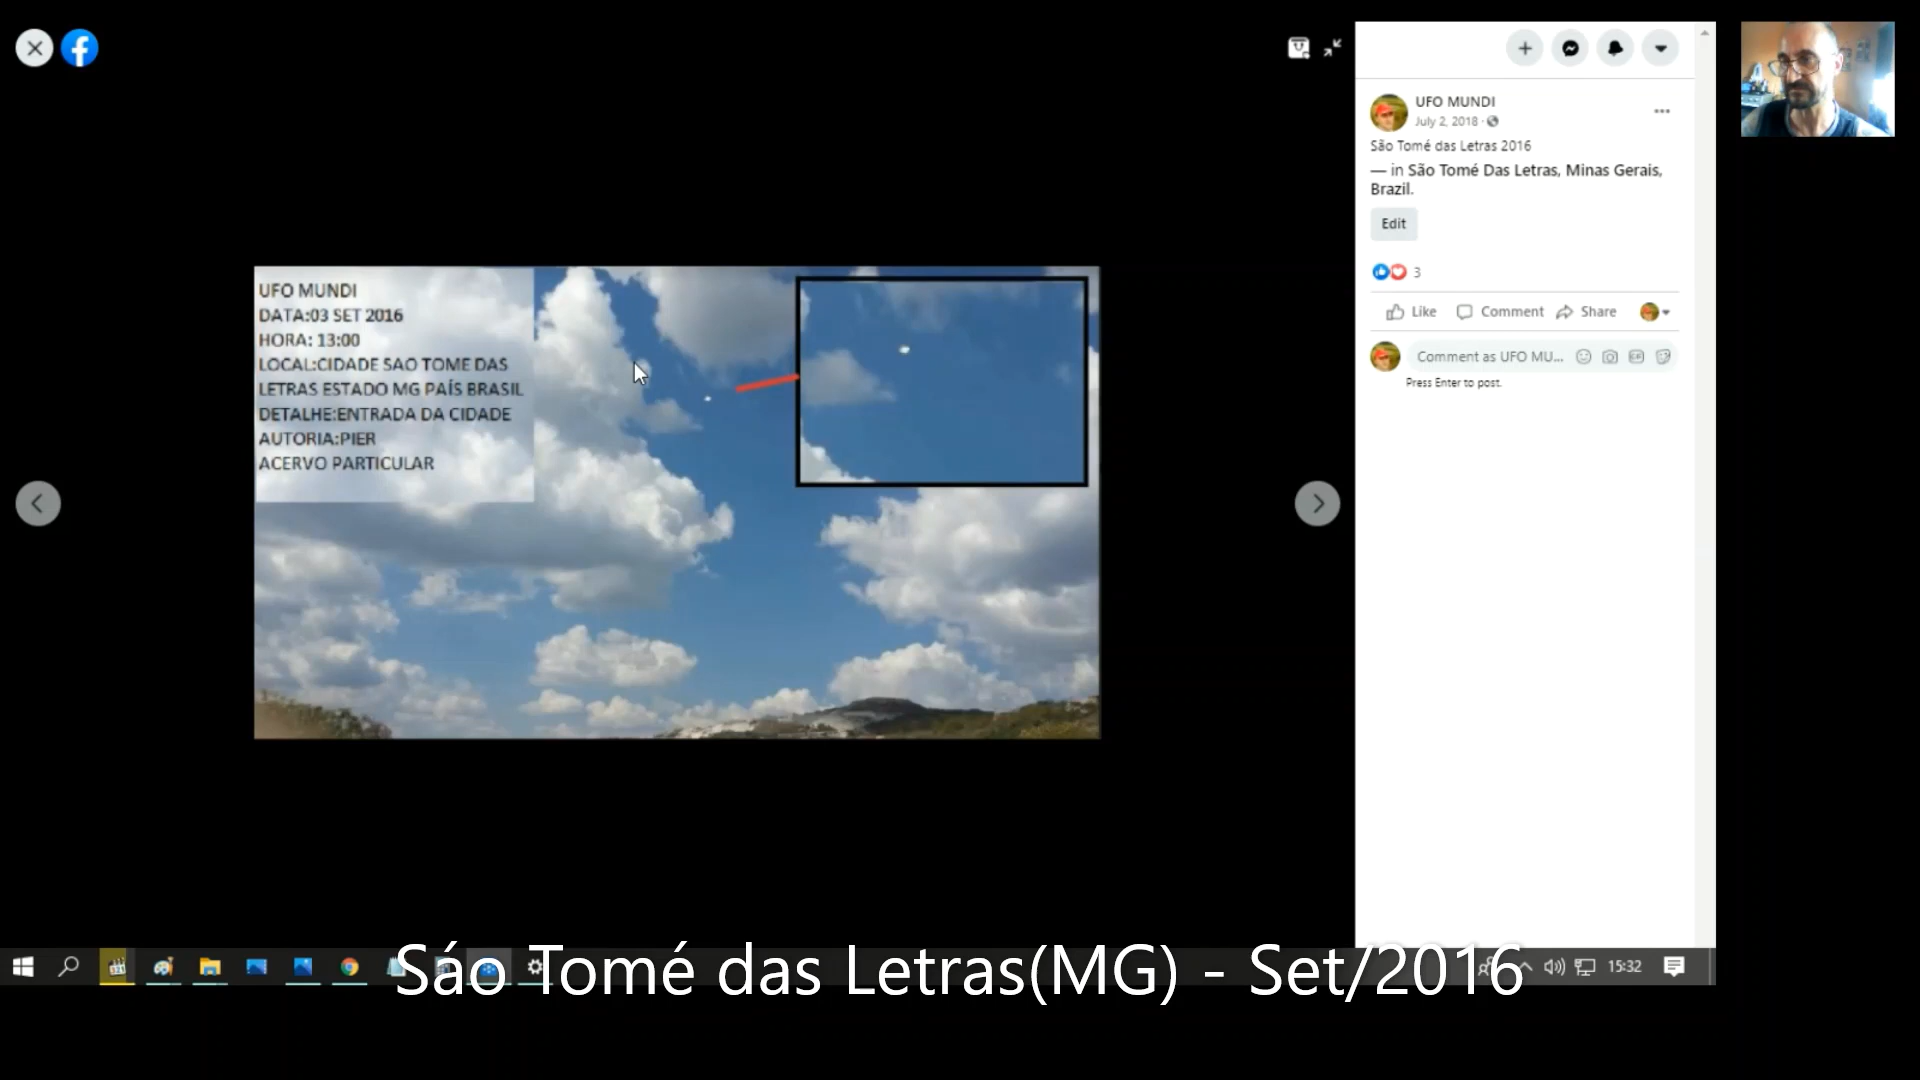 UFO MUNDI
July 2, 2018
São Tomé das Letras 2016
— in São Tomé Das Letras, Minas Gerais,
Brazil.
Edit
3
Like Comment Share
Comment as UFO MU...
Press Enter to post.
UFO MUNDI
DATA:03 SET 2016
HORA: 13:00
LOCAL:CIDADE SAO TOME DAS
LETRAS ESTADO MG PAÍS BRASIL
DETALHE:ENTRADA DA CIDADE
AUTORIA:PIER
ACERVO PARTICULAR
Sáo Tomé das Letras(MG) - Set/2016
15:32